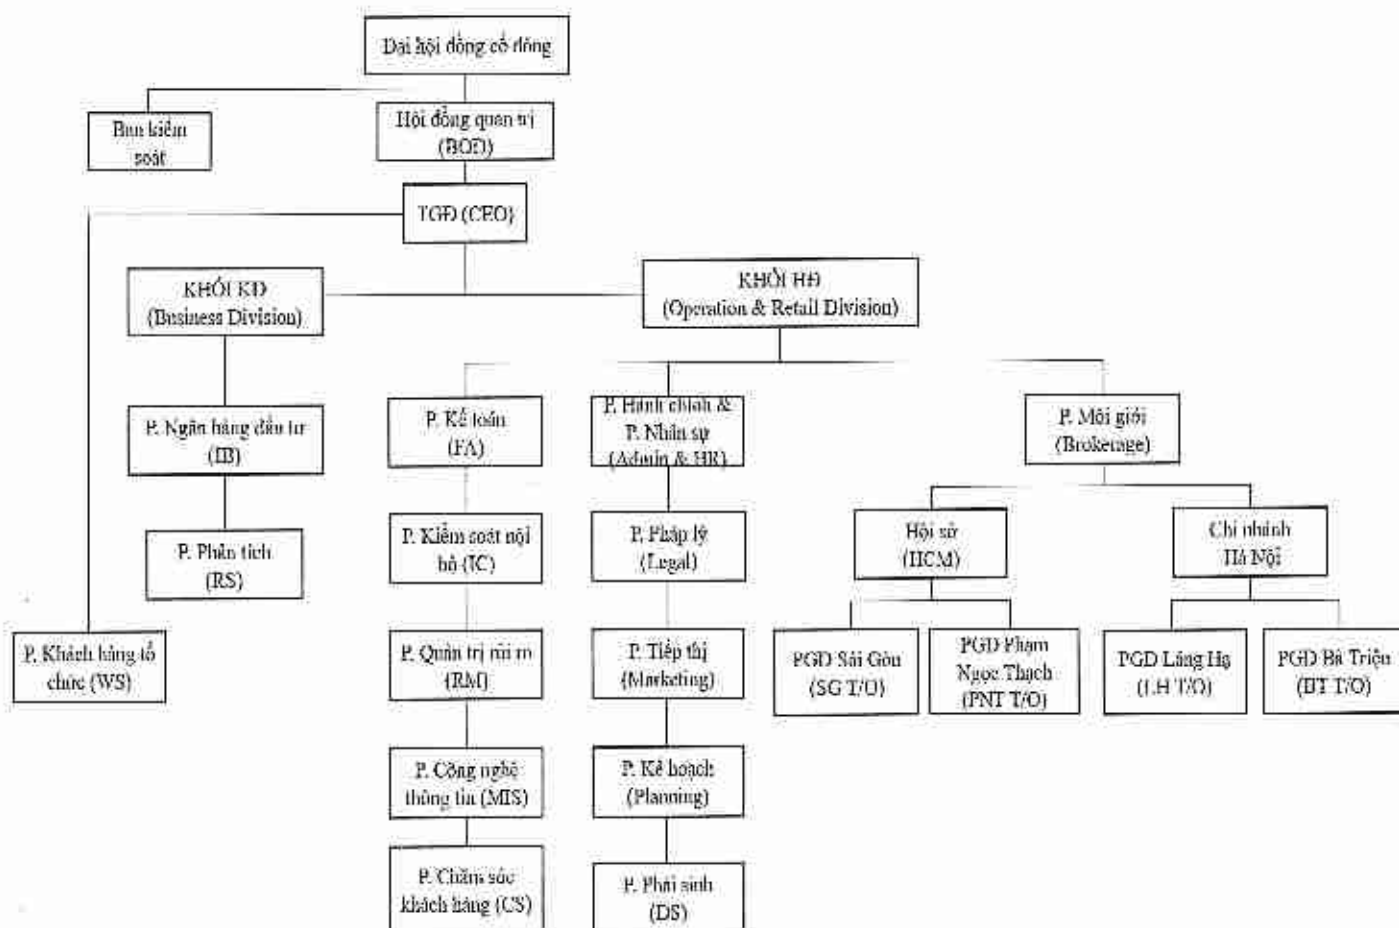 Đại hội đồng cổ đông
Ban kiểm
soát
Hội đồng quản trị
(BOD)
TGĐ (CEO)
KHỐI KD
(Business Division)
KHỐI HĐ
(Operation & Retail Division)
P. Ngân hàng đầu tư
(IB)
P. Phân tích
(RS)
P. Khách hàng tổ
chức (WS)
P. Kế toán
(FA)
P. Kiểm soát nội
bộ (IC)
P. Quản trị rủi ro
(RM)
P. Công nghệ
thông tin (MIS)
P. Chăm sóc
khách hàng (CS)
P. Hành chính &
P. Nhân sự
(Admin & HR)
P. Pháp lý
(Legal)
P. Tiếp thị
(Marketing)
P. Kế hoạch
(Planning)
P. Phái sinh
(DS)
P. Môi giới
(Brokerage)
Hội sở
(HCM)
Chi nhánh
Hà Nội
PGD Sài Gòn
(SG T/O)
PGD Phạm
Ngọc Thạch
(PNT T/O)
PGD Láng Hạ
(LH T/O)
PGD Bà Triệu
(BT T/O)